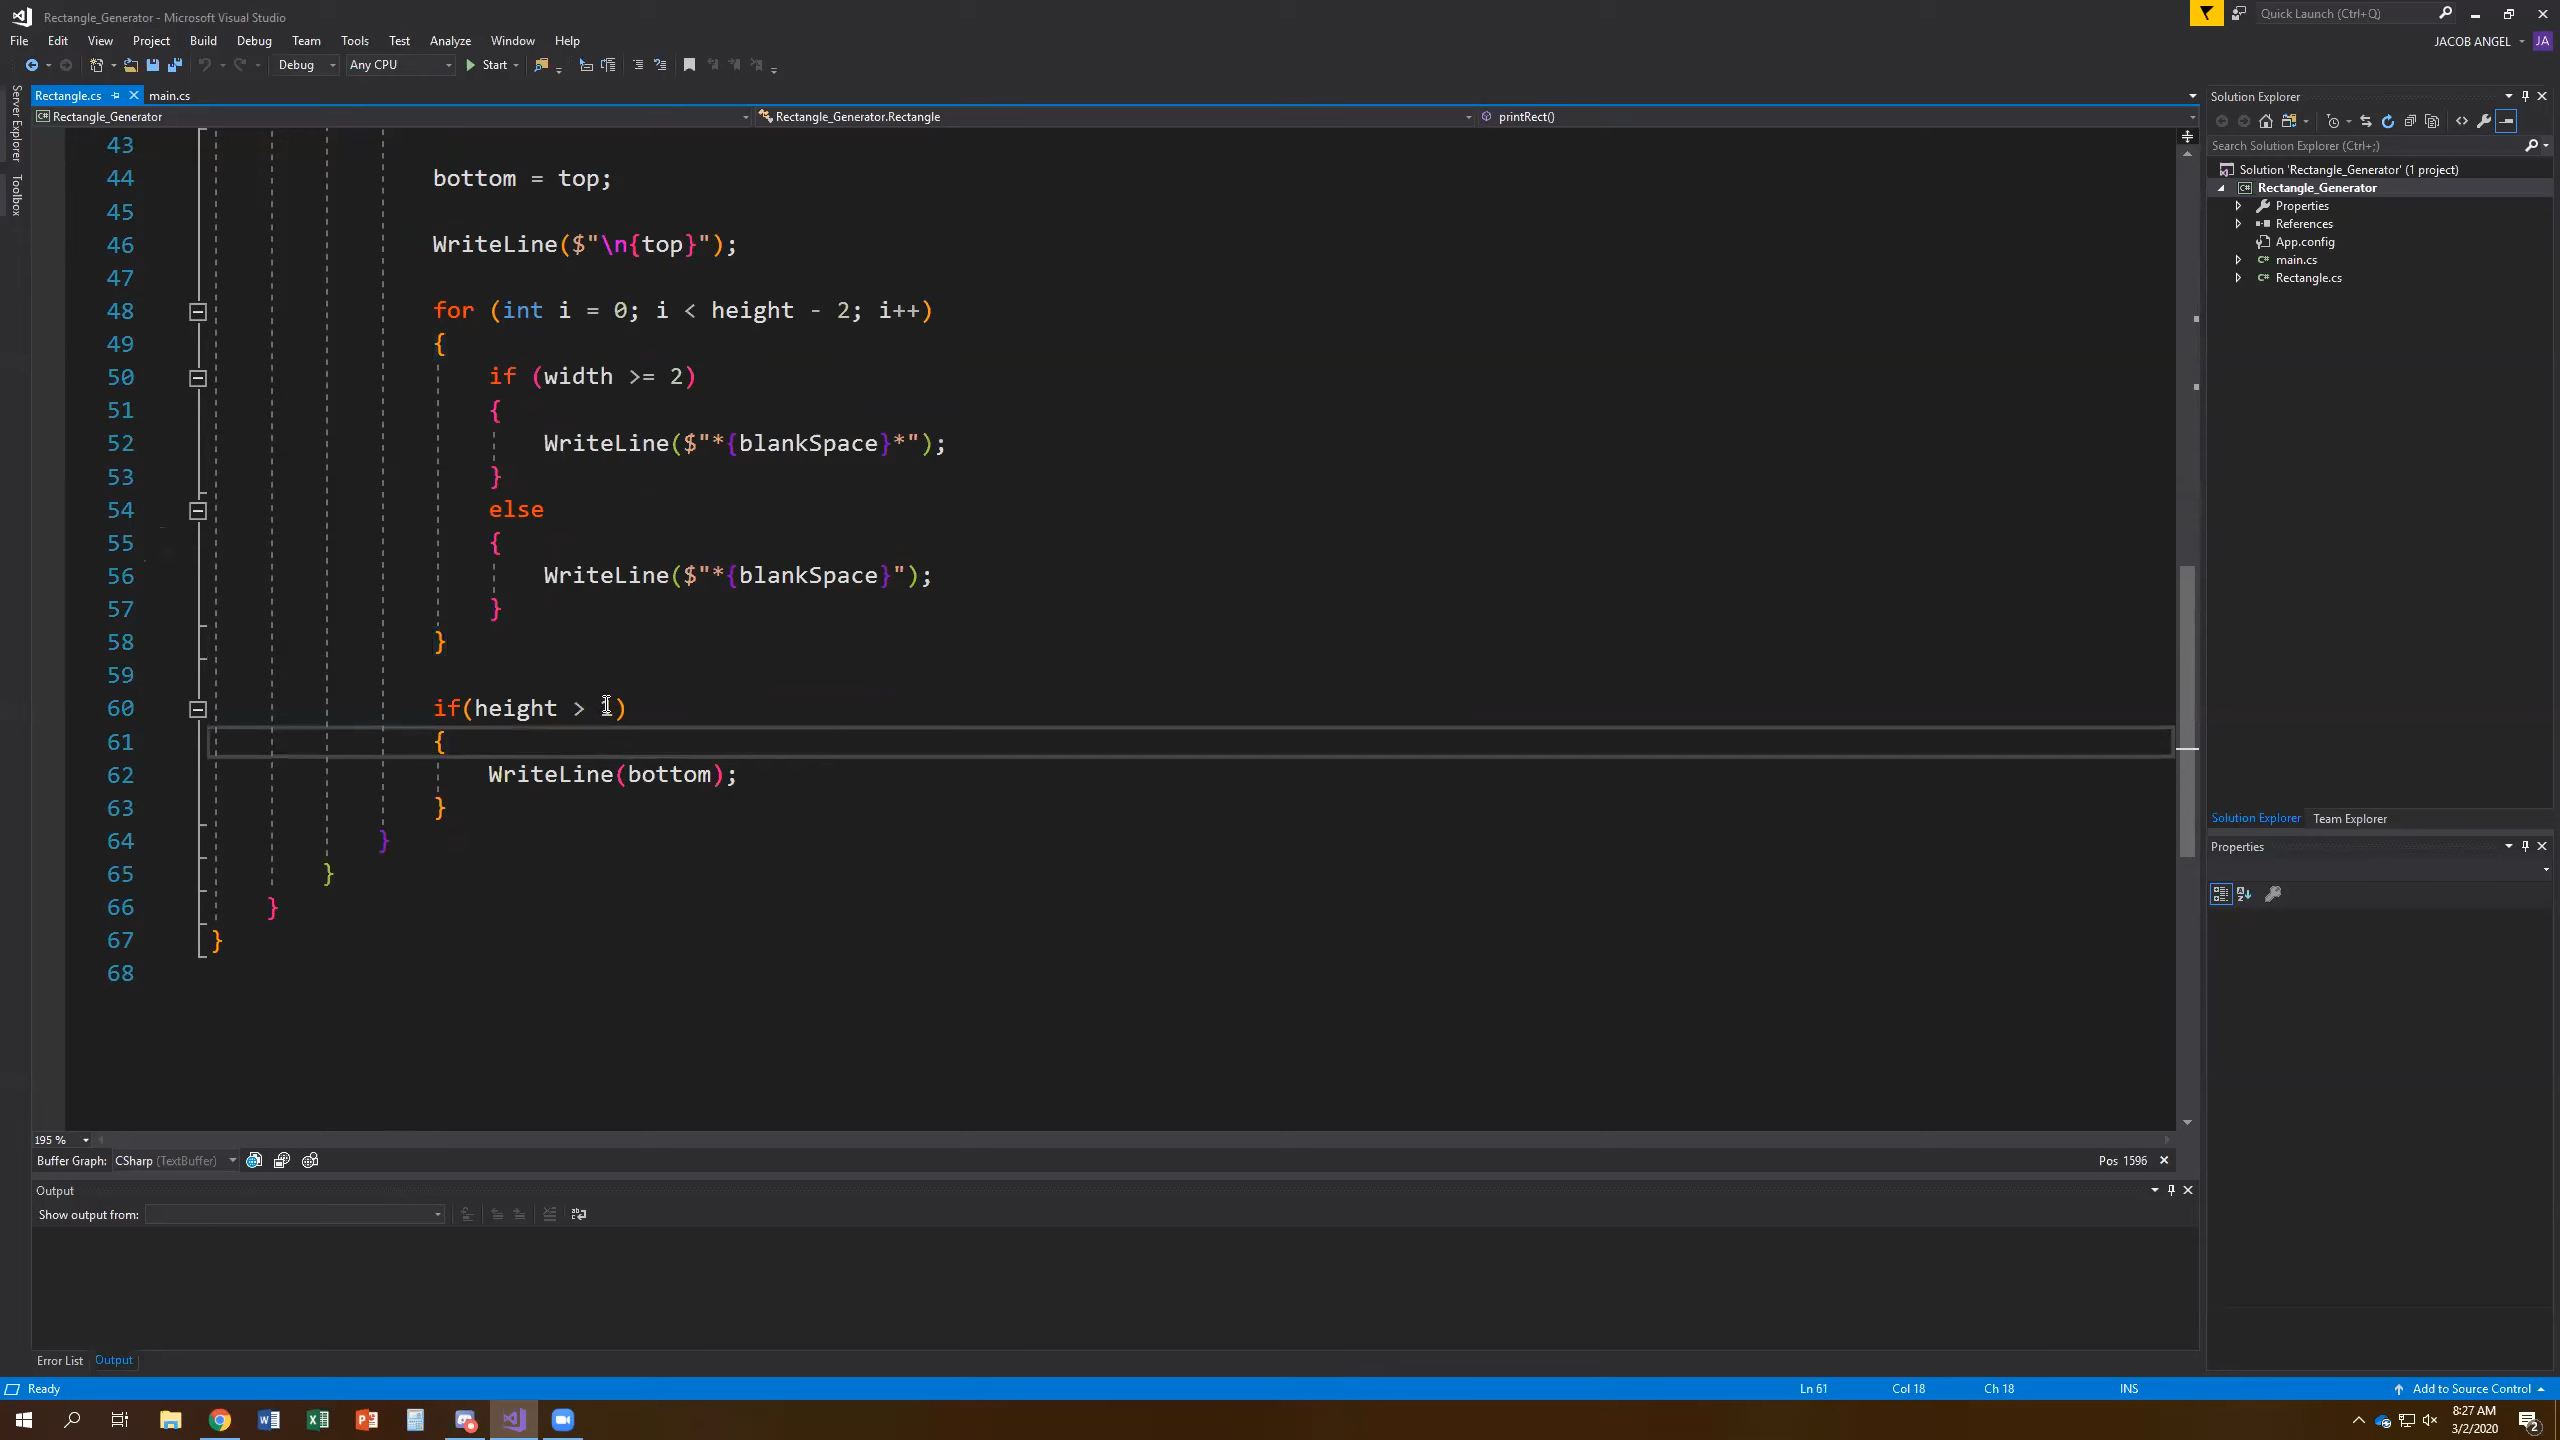 Rectangle_Generator - Microsoft Visual Studio
Quick Launch (Ctrl+Q)
File Edit View Project Build Debug Team Tools Test Analyze Window Help
JACOB ANGEL JA
Debug Any CPU Start
Server Explorer
Toolbox
Rectangle.cs main.cs
Rectangle_Generator Rectangle_Generator.Rectangle printRect()
43
44 bottom = top;
45
46 WriteLine($"\n{top}");
47
48 for (int i = 0; i < height - 2; i++)
49 {
50 if (width >= 2)
51 {
52 WriteLine($"*{blankSpace}*");
53 }
54 else
55 {
56 WriteLine($"*{blankSpace}");
57 }
58 }
59
60 if(height > )
61 {
62 WriteLine(bottom);
63 }
64 }
65 }
66 }
67 }
68
195 %
Buffer Graph: CSharp (TextBuffer) Pos 1596
Output
Show output from:
Error List Output
Solution Explorer
Search Solution Explorer (Ctrl+;)
Solution 'Rectangle_Generator' (1 project)
Rectangle_Generator
Properties
References
App.config
main.cs
Rectangle.cs
Solution Explorer Team Explorer
Properties
Ready Ln 61 Col 18 Ch 18 INS Add to Source Control
8:27 AM
3/2/2020
2